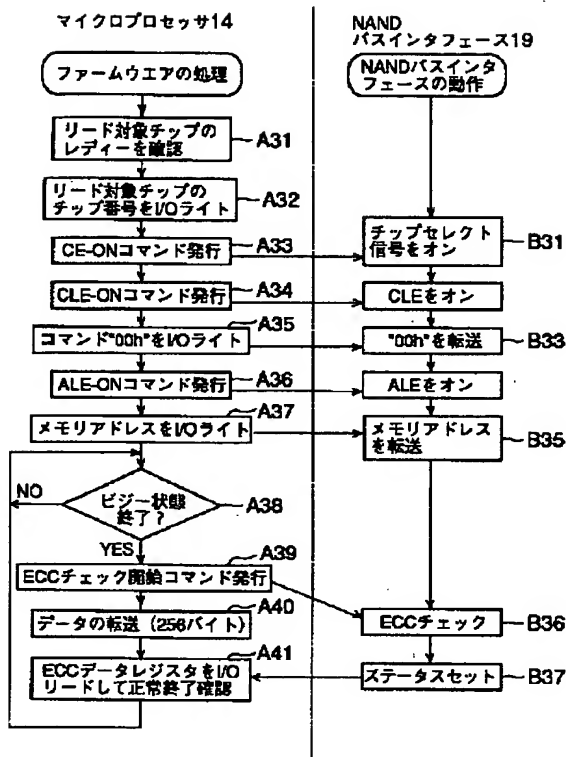 マイクロプロセッサ14
ファームウエアの処理
リード対象チップの
レディーを確認
A31
リード対象チップの
チップ番号をI/Oライト
A32
CE-ONコマンド発行
A33
CLE-ONコマンド発行
A34
コマンド"00h"をI/Oライト
A35
ALE-ONコマンド発行
A36
メモリアドレスをI/Oライト
A37
NO
ビジー状態
終了?
A38
YES
ECCチェック開始コマンド発行
A39
データの転送(256バイト)
A40
ECCデータレジスタをI/O
リードして正常終了確認
A41
NAND
バスインタフェース19
NANDバスインタ
フェースの動作
チップセレクト
信号をオン
B31
CLEをオン
"00h"を転送
B33
ALEをオン
メモリアドレス
を転送
B35
ECCチェック
B36
ステータスセット
B37